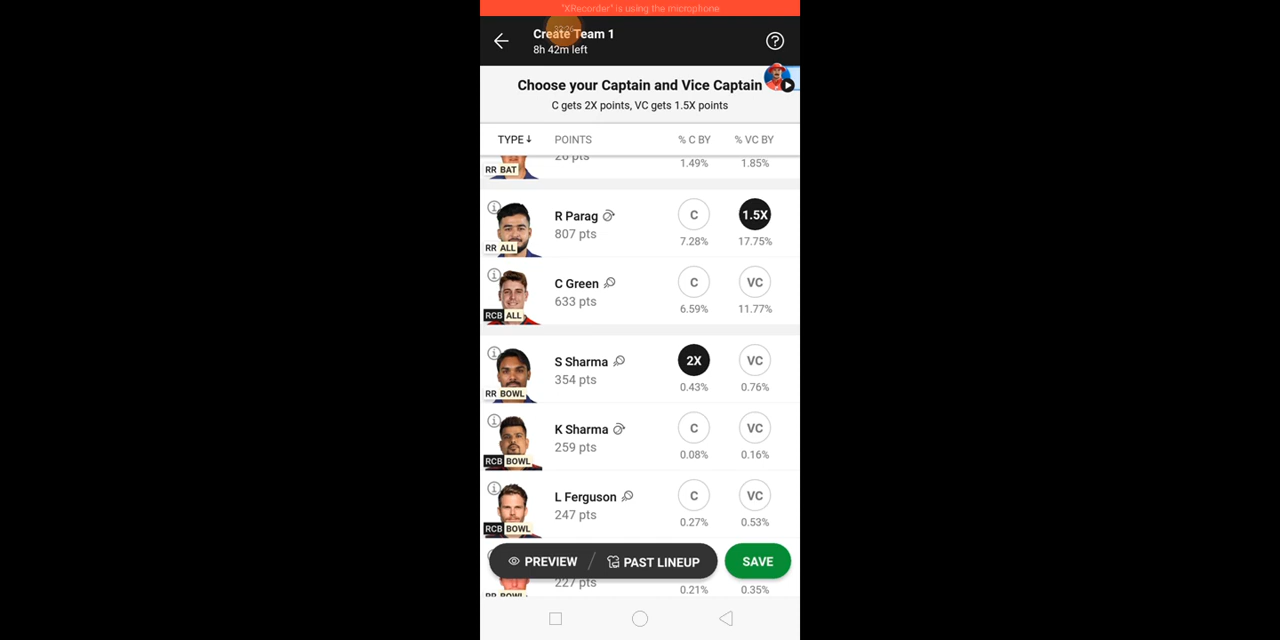 "XRecorder" is using the microphone
Create Team 1
8h 42m left
Choose your Captain and Vice Captain
C gets 2X points, VC gets 1.5X points
TYPE↓ POINTS % C BY % VC BY
RR BAT 1.49% 1.85%
R Parag C 1.5X
807 pts
RR ALL 7.28% 17.75%
C Green C VC
633 pts
RCB ALL 6.59% 11.77%
S Sharma 2X VC
354 pts
RR BOWL 0.43% 0.76%
K Sharma C VC
259 pts
RCB BOWL 0.08% 0.16%
L Ferguson C VC
247 pts
RCB BOWL 0.27% 0.53%
PREVIEW / PAST LINEUP SAVE
227 pts 0.21% 0.35%
RR BOWL